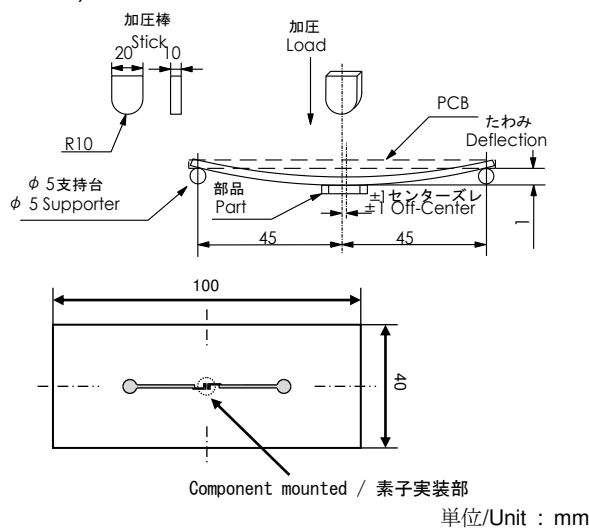 加圧棒
Stick
20
10
R10
加圧
Load
PCB
たわみ
Deflection
φ 5支持台
φ 5 Supporter
部品
Part
±1センターズレ
±1 Off-Center
1
45
45
100
40
Component mounted / 素子実装部
単位/Unit : mm